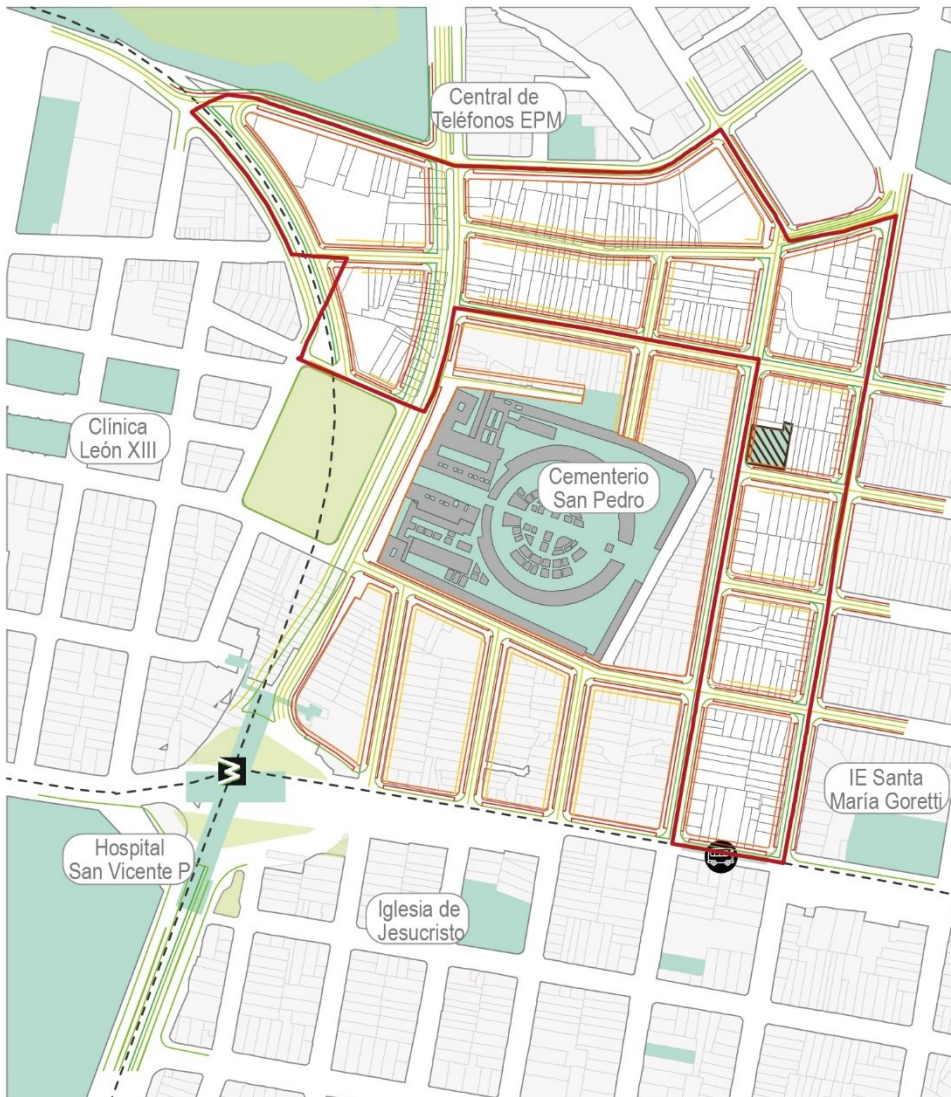 Central de
Teléfonos EPM
Clínica
León XIII
Cementerio
San Pedro
IE Santa
María Goretti
Hospital
San Vicente P.
Iglesia de
Jesucristo